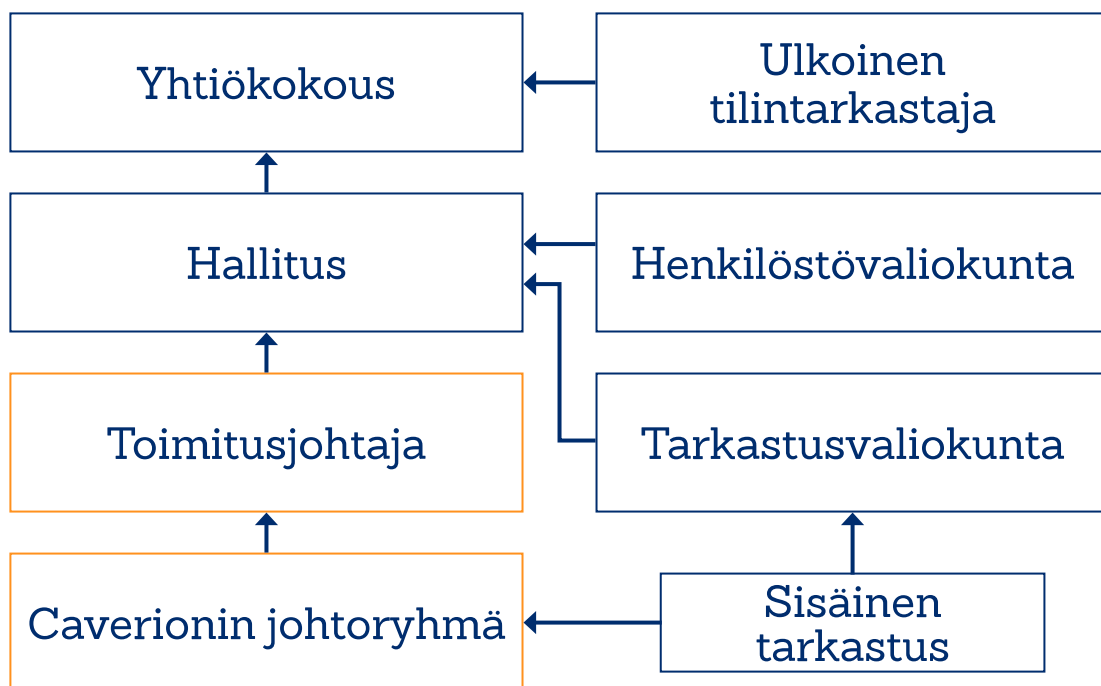 Yhtiökokous
Ulkoinen
tilintarkastaja
Hallitus
Henkilöstövaliokunta
Toimitusjohtaja
Tarkastusvaliokunta
Caverionin johtoryhmä
Sisäinen
tarkastus